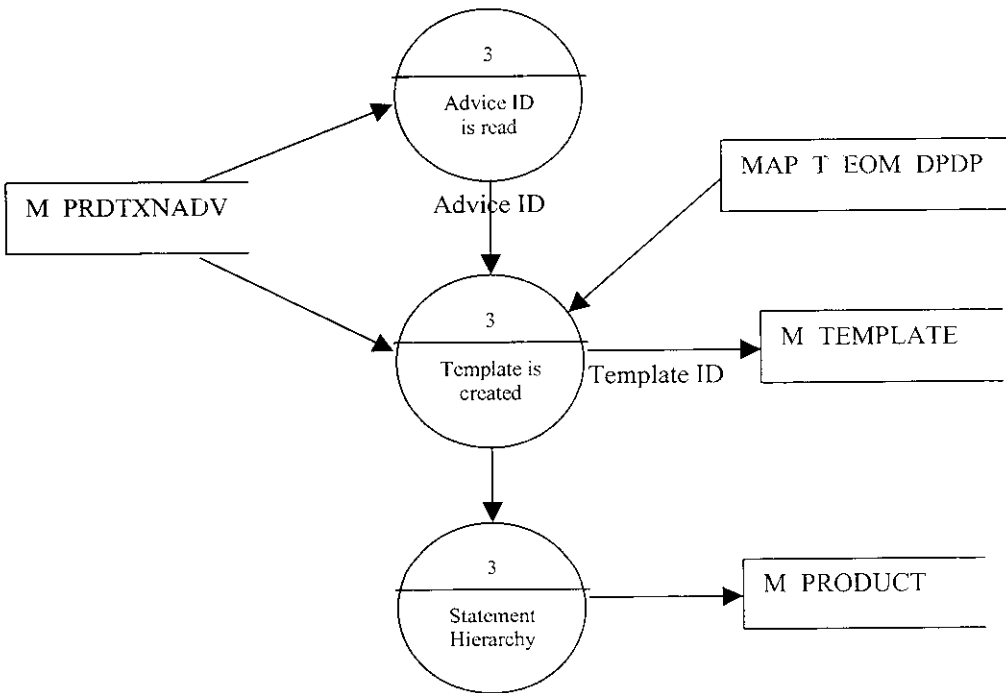 3
Advice ID
is read
MAP T EOM DPDP
M PRDTXNADV
Advice ID
3
Template is
created
M TEMPLATE
Template ID
3
Statement
Hierarchy
M PRODUCT